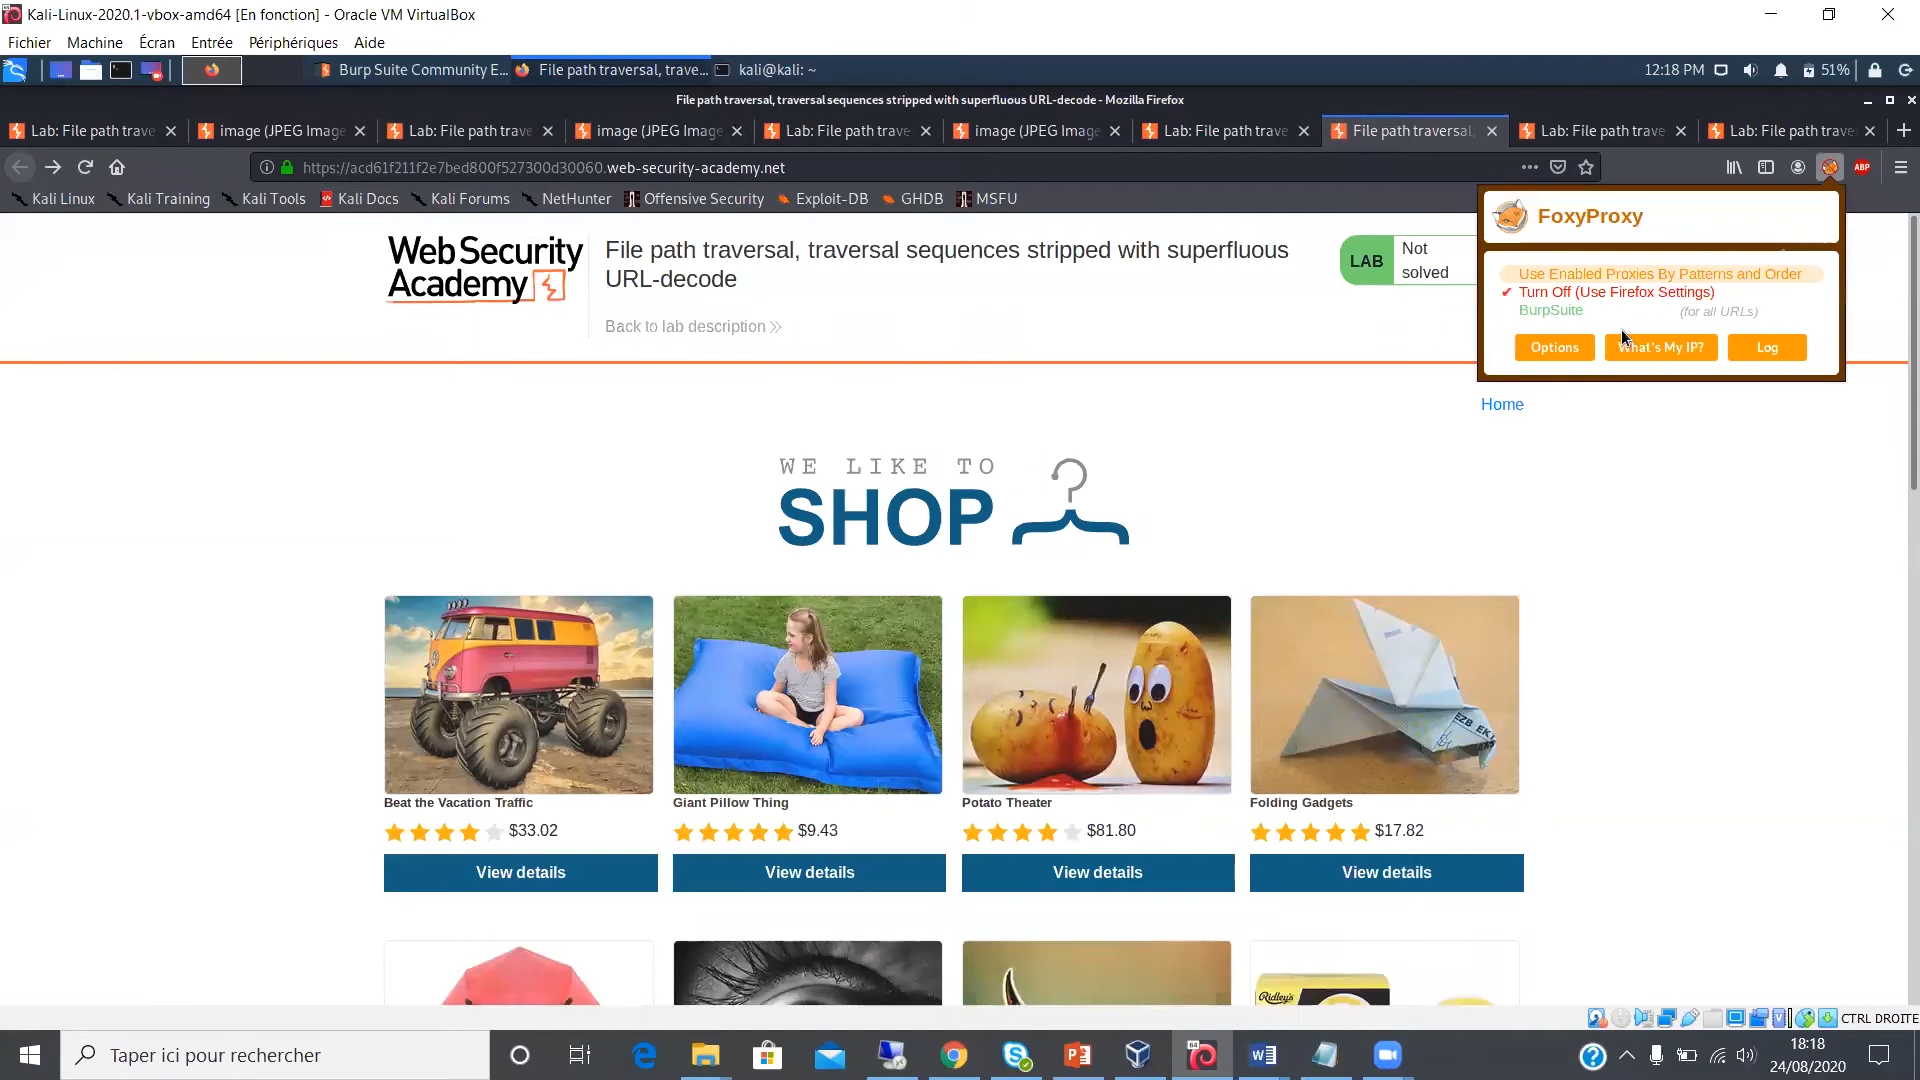 Kali-Linux-2020.1-vbox-amd64 [En fonction] - Oracle VM VirtualBox
Fichier Machine Écran Entrée Périphériques Aide
Burp Suite Community E... File path traversal, trave... kali@kali: ~ 12:18 PM 51%
File path traversal, traversal sequences stripped with superfluous URL-decode - Mozilla Firefox
Lab: File path trave image (JPEG Image Lab: File path trave image (JPEG Image Lab: File path trave image (JPEG Image Lab: File path trave File path traversal, Lab: File path trave Lab: File path trave
https://acd61f211f2e7bed800f527300d30060.web-security-academy.net ABP
Kali Linux Kali Training Kali Tools Kali Docs Kali Forums NetHunter Offensive Security Exploit-DB GHDB MSFU
FoxyProxy
Use Enabled Proxies By Patterns and Order
✔ Turn Off (Use Firefox Settings)
BurpSuite (for all URLs)
Options What's My IP? Log
Web Security
Academy
File path traversal, traversal sequences stripped with superfluous
URL-decode
Back to lab description
LAB Not
solved
Home
WE LIKE TO
SHOP
Beat the Vacation Traffic Giant Pillow Thing Potato Theater Folding Gadgets
$33.02 $9.43 $81.80 $17.82
View details View details View details View details
Ridley's
CTRL DROITE
Taper ici pour rechercher
18:18
24/08/2020